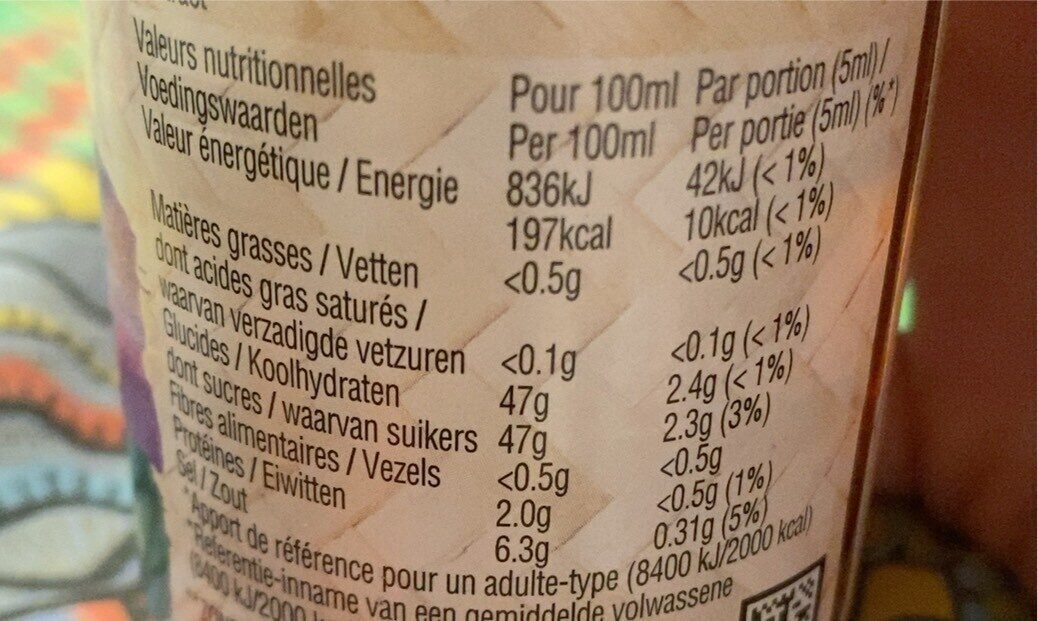 Valeurs nutritionnelles Pour 100ml Par portion (5ml) /
Voedingswaarden Per 100ml Per portie (5ml) (%*)
Valeur énergétique / Energie 836kJ 42kJ (< 1%)
197kcal 10kcal (< 1%)
Matières grasses / Vetten <0.5g <0.5g (< 1%)
dont acides gras saturés /
waarvan verzadigde vetzuren <0.1g <0.1g (< 1%)
Glucides / Koolhydraten 47g 2.4g (< 1%)
dont sucres / waarvan suikers 47g 2.3g (3%)
Fibres alimentaires / Vezels <0.5g <0.5g
Protéines / Eiwitten 2.0g <0.5g (1%)
Sel / Zout 6.3g 0.31g (5%)
*Apport de référence pour un adulte-type (8400 kJ/2000 kcal)
*Referentie-inname van een gemiddelde volwassene
(8400 kJ/2000